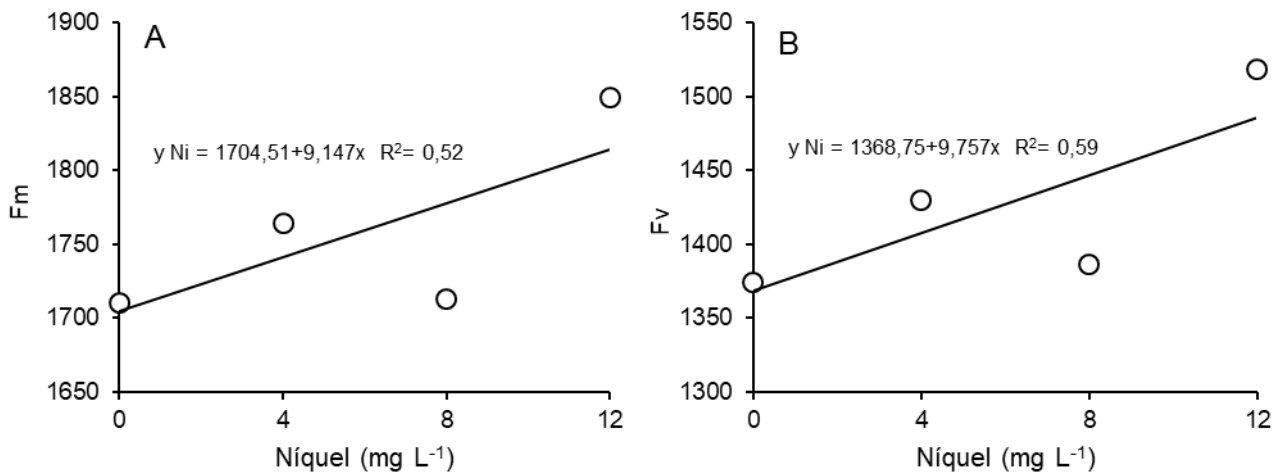 A
1900
1850
1800
1750
1700
1650
Fm
y Ni = 1704,51+9,147x R²= 0,52
0 4 8 12
Níquel (mg L⁻¹)
B
1550
1500
1450
1400
1350
1300
Fv
y Ni = 1368,75+9,757x R²= 0,59
0 4 8 12
Níquel (mg L⁻¹)